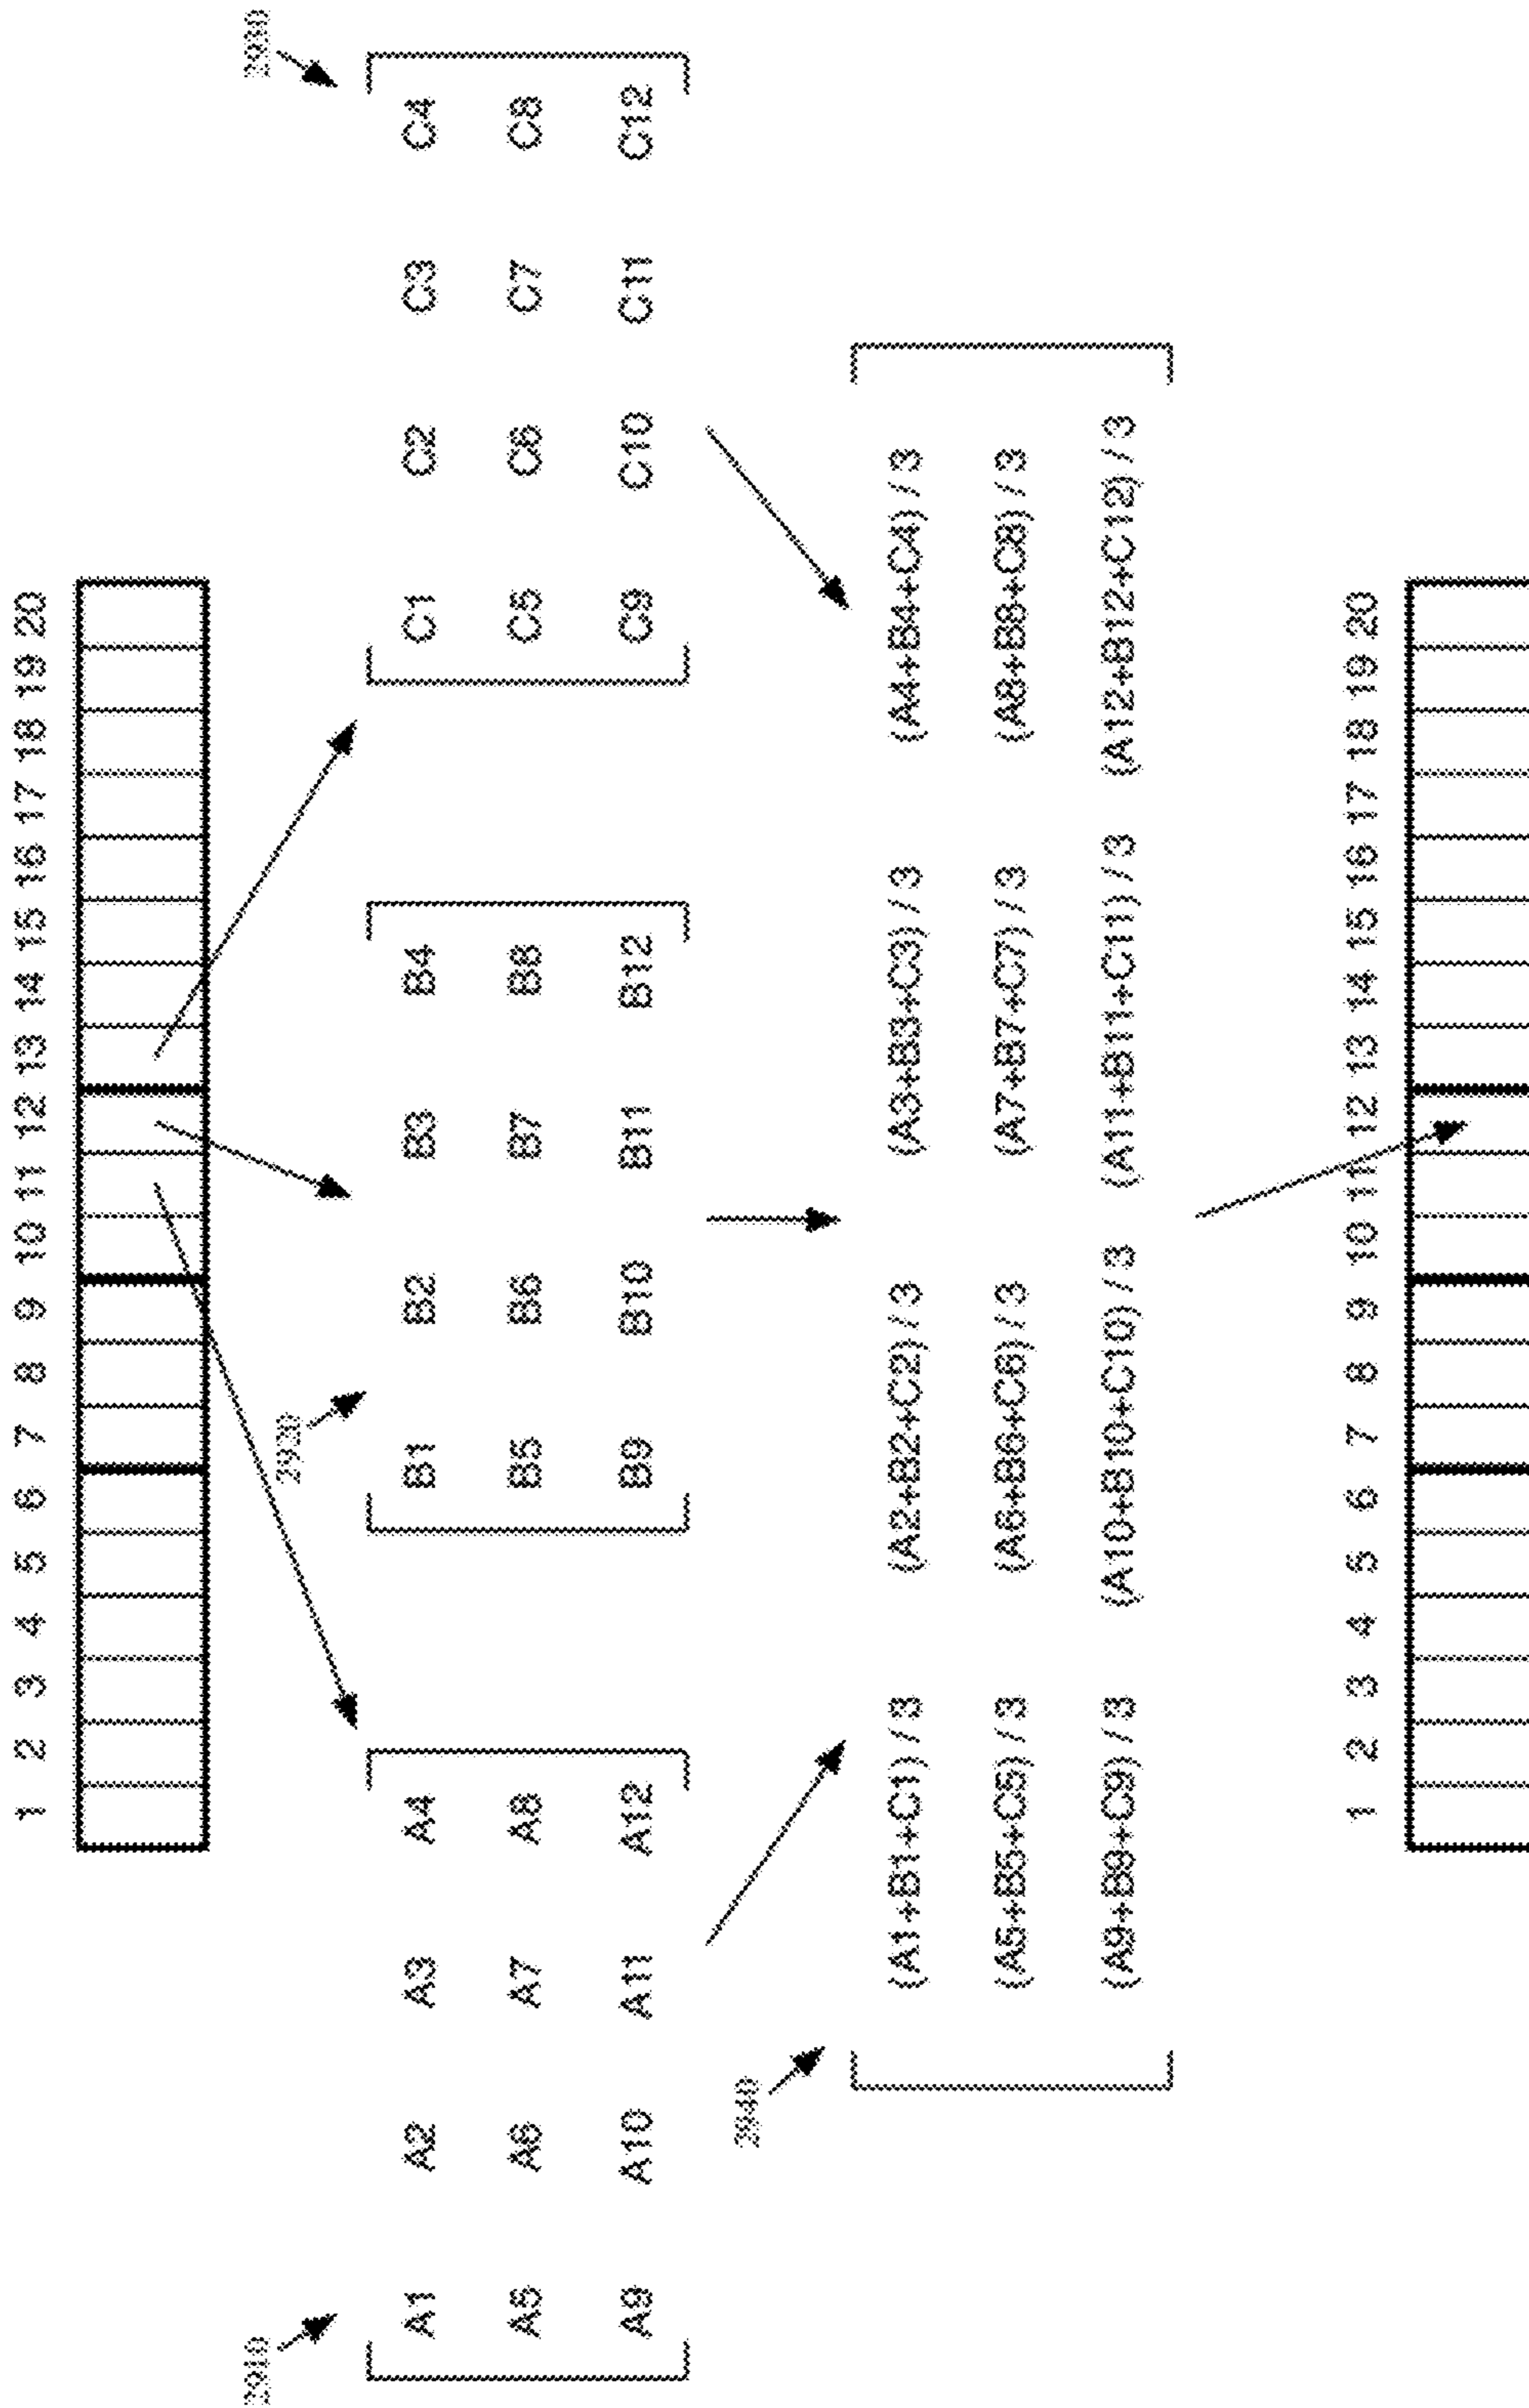 1 2 3 4 5 6 7 8 9 10 11 12 13 14 15 16 17 18 19 20
2910
2920
2930
A1 A2 A3 A4
A5 A6 A7 A8
A9 A10 A11 A12
B1 B2 B3 B4
B5 B6 B7 B8
B9 B10 B11 B12
C1 C2 C3 C4
C5 C6 C7 C8
C9 C10 C11 C12
2940
(A1+B1+C1) / 3 (A2+B2+C2) / 3 (A3+B3+C3) / 3 (A4+B4+C4) / 3
(A5+B5+C5) / 3 (A6+B6+C6) / 3 (A7+B7+C7) / 3 (A8+B8+C8) / 3
(A9+B9+C9) / 3 (A10+B10+C10) / 3 (A11+B11+C11) / 3 (A12+B12+C12) / 3
1 2 3 4 5 6 7 8 9 10 11 12 13 14 15 16 17 18 19 20